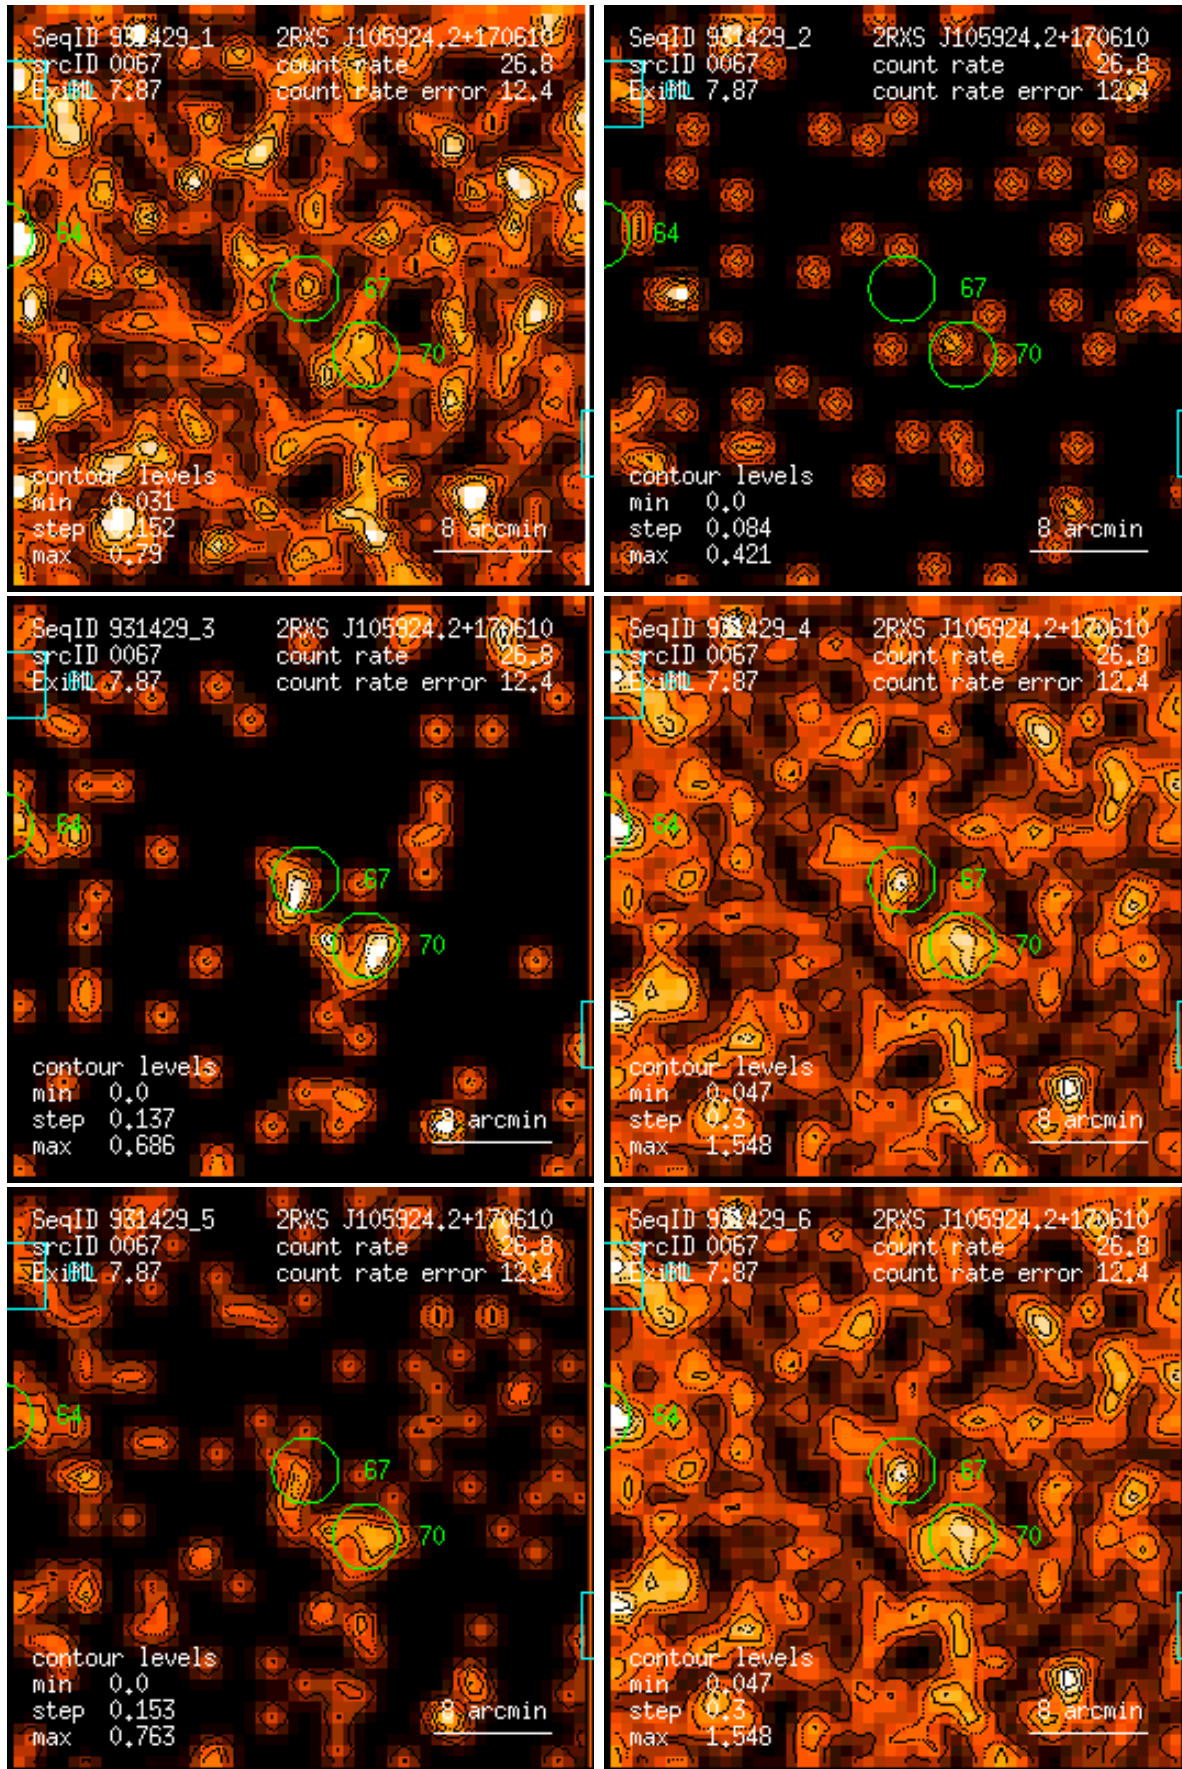 SeqID 931429_1 2RXS J105924.2+170610
srcID 0067 count rate 26.8
ExiML 7.87 count rate error 12.4
64
67
70
contour levels
min 0.031
step 0.152
max 0.79
8 arcmin
SeqID 931429_2 2RXS J105924.2+170610
srcID 0067 count rate 26.8
ExiML 7.87 count rate error 12.4
64
67
70
contour levels
min 0.0
step 0.084
max 0.421
8 arcmin
SeqID 931429_3 2RXS J105924.2+170610
srcID 0067 count rate 26.8
ExiML 7.87 count rate error 12.4
64
67
70
contour levels
min 0.0
step 0.137
max 0.686
8 arcmin
SeqID 931429_4 2RXS J105924.2+170610
srcID 0067 count rate 26.8
ExiML 7.87 count rate error 12.4
64
67
70
contour levels
min 0.047
step 0.3
max 1.548
8 arcmin
SeqID 931429_5 2RXS J105924.2+170610
srcID 0067 count rate 26.8
ExiML 7.87 count rate error 12.4
64
67
70
contour levels
min 0.0
step 0.153
max 0.763
8 arcmin
SeqID 931429_6 2RXS J105924.2+170610
srcID 0067 count rate 26.8
ExiML 7.87 count rate error 12.4
64
67
70
contour levels
min 0.047
step 0.3
max 1.548
8 arcmin